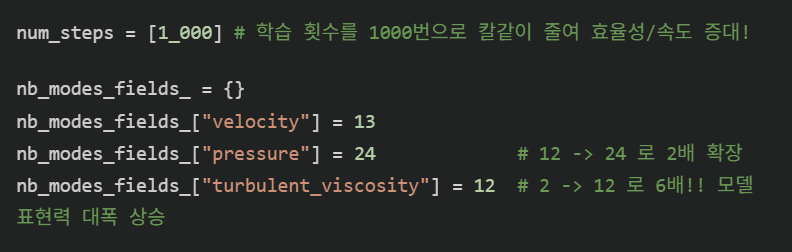 num_steps = [1_000] # 학습 횟수를 1000번으로 칼같이 줄여 효율성/속도 증대!
nb_modes_fields_ = {}
nb_modes_fields_["velocity"] = 13
nb_modes_fields_["pressure"] = 24 # 12 -> 24 로 2배 확장
nb_modes_fields_["turbulent_viscosity"] = 12 # 2 -> 12 로 6배!! 모델
표현력 대폭 상승